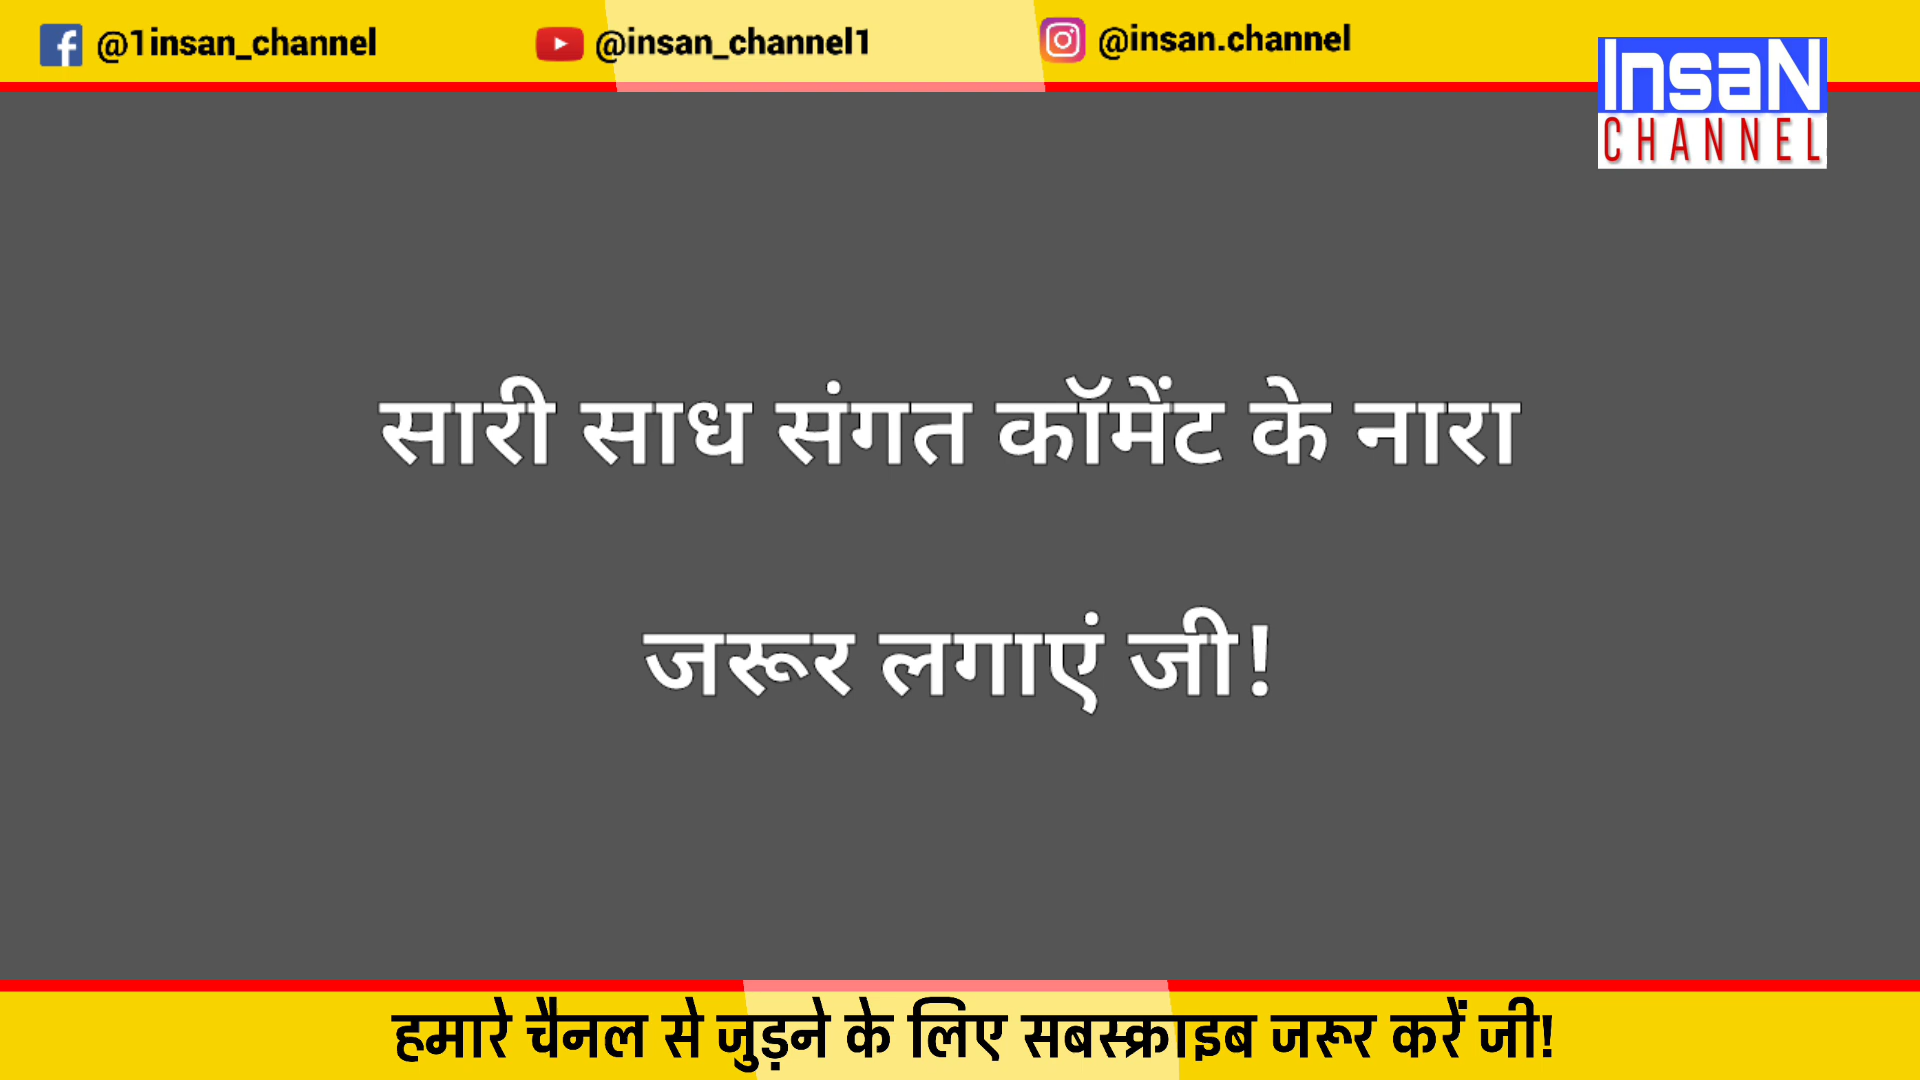 @1insan_channel @insan_channel1 @insan.channel
InsaN
CHANNEL
सारी साध संगत कॉमेंट के नारा
जरूर लगाएं जी!
हमारे चैनल से जुड़ने के लिए सबस्क्राइब जरूर करें जी!